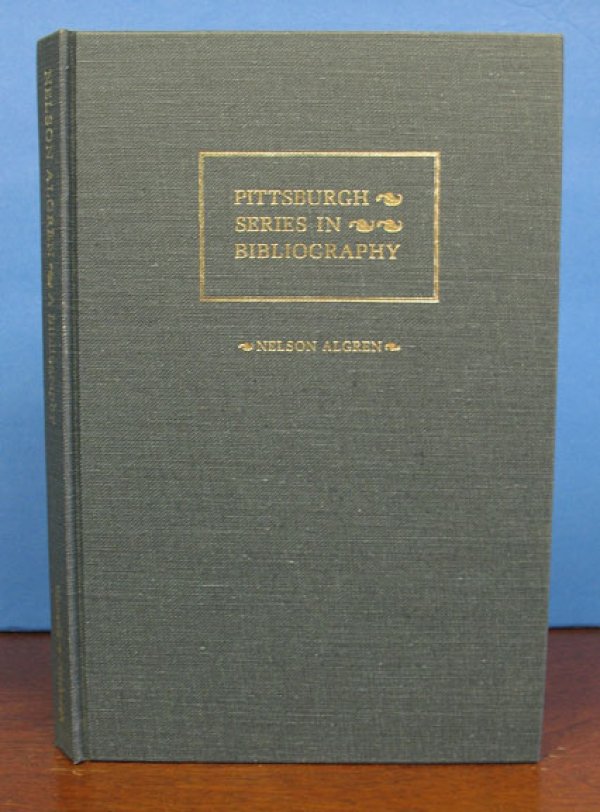 PITTSBURGH
SERIES IN
BIBLIOGRAPHY
NELSON ALGREN
NELSON ALGREN A BIBLIOGRAPHY